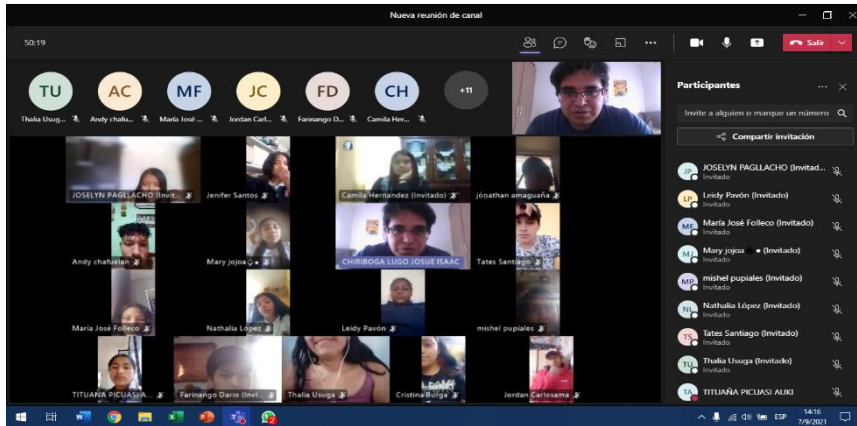 Nueva reunión de canal
50:19
Salir
TU
AC
MF
JC
FD
CH
+11
Thalia Usug...
Andy chafu...
María José ...
Jordan Carl...
Farinango D...
Camila Her...
JOSELYN PAGLLACHO (Invit...
Jenifer Santos
Camila Hernandez (Invitado)
jónathan amaguaña
Andy chafuelan
Mary jojoa
CHIRIBOGA LUGO JOSUE ISAAC
Tates Santiago
María José Folleco
Nathalia López
Leidy Pavón
mishel pupiales
TITUAÑA PICUASI A...
Farinango Dario (Invi...
Thalia Usuga
Cristina Burga
Jordan Carlosama
Participantes
Invite a alguien o marque un número
Compartir invitación
JP
JOSELYN PAGLLACHO (Invitad...
Invitado
LP
Leidy Pavón (Invitado)
Invitado
MF
María José Folleco (Invitado)
Invitado
MJ
Mary jojoa (Invitado)
Invitado
MP
mishel pupiales (Invitado)
Invitado
NL
Nathalia López (Invitado)
Invitado
TS
Tates Santiago (Invitado)
Invitado
TU
Thalia Usuga (Invitado)
Invitado
TA
TITUAÑA PICUASI AUKI
ESP
14:16
7/9/2021